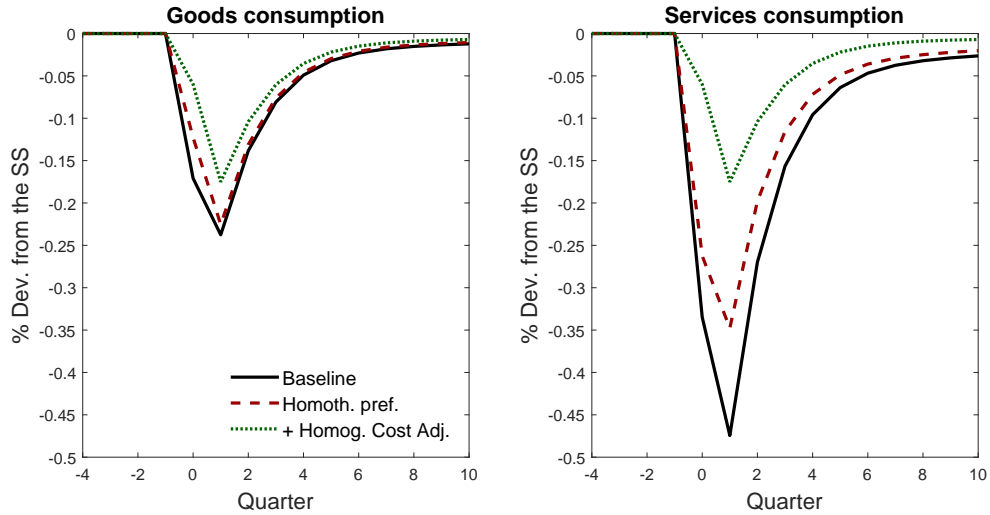 Goods consumption
% Dev. from the SS
0
-0.05
-0.1
-0.15
-0.2
-0.25
-0.3
-0.35
-0.4
-0.45
-0.5
Baseline
Homoth. pref.
+ Homog. Cost Adj.
-4 -2 0 2 4 6 8 10
Quarter
Services consumption
% Dev. from the SS
0
-0.05
-0.1
-0.15
-0.2
-0.25
-0.3
-0.35
-0.4
-0.45
-0.5
-4 -2 0 2 4 6 8 10
Quarter